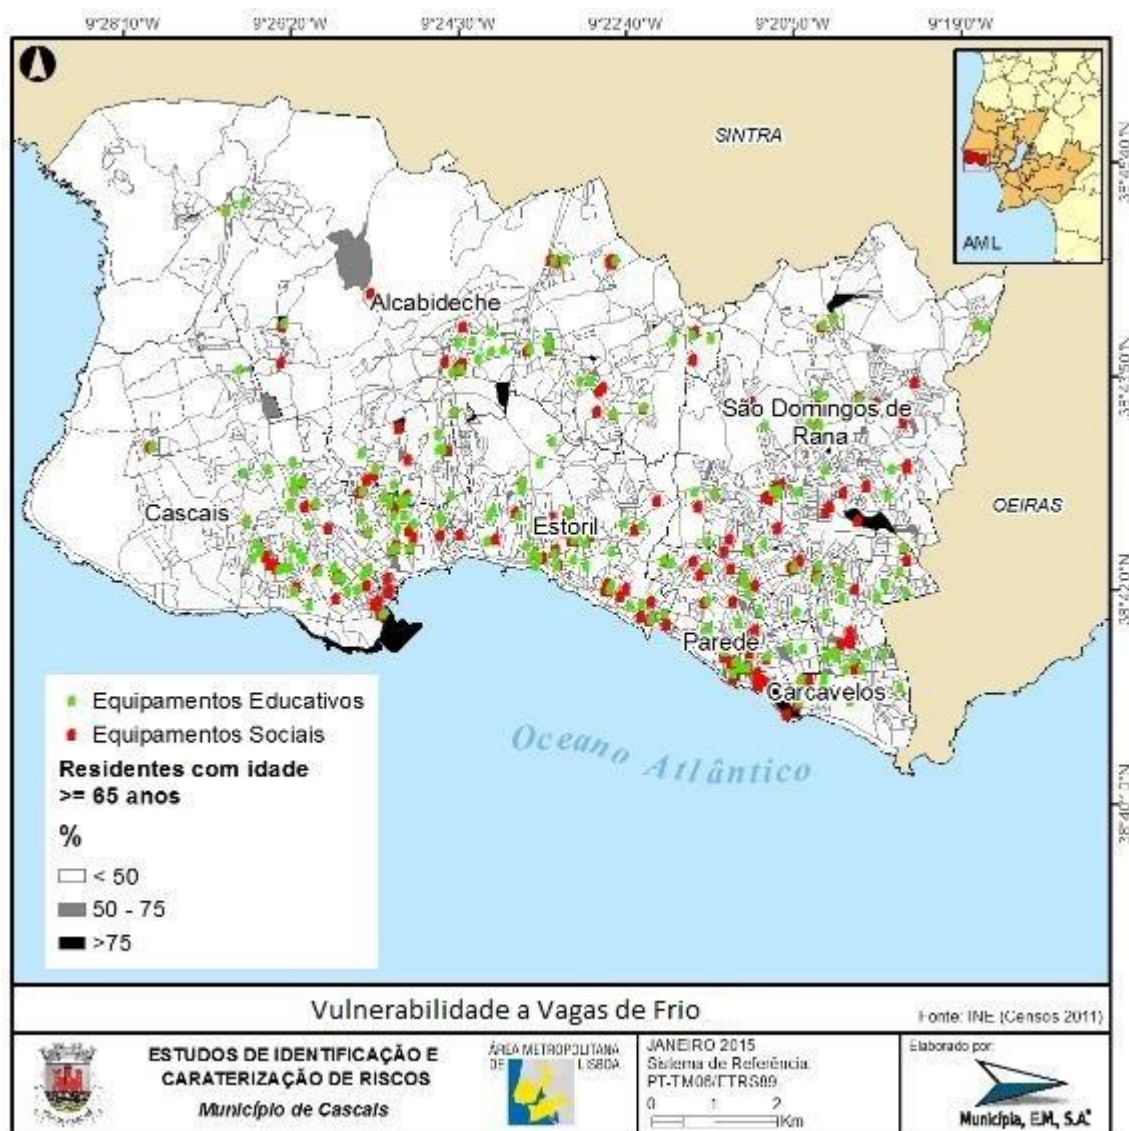 9°28'10"W 9°26'20"W 9°24'30"W 9°22'40"W 9°20'50"W 9°19'0"W
SINTRA
AML
Alcabideche
São Domingos de
Rana
OEIRAS
Cascais
Estoril
Parede
Carcavelos
Oceano Atlântico
Equipamentos Educativos
Equipamentos Sociais
Residentes com idade
>= 65 anos
%
< 50
50 - 75
>75
Vulnerabilidade a Vagas de Frio
Fonte: INE (Censos 2011)
ESTUDOS DE IDENTIFICAÇÃO E
CARATERIZAÇÃO DE RISCOS
Município de Cascais
ÁREA METROPOLITANA
DE LISBOA
JANEIRO 2015
Sistema de Referência:
PT-TM06/ETRS89
0 1 2
Km
Elaborado por:
Municípia, E.M., S.A.